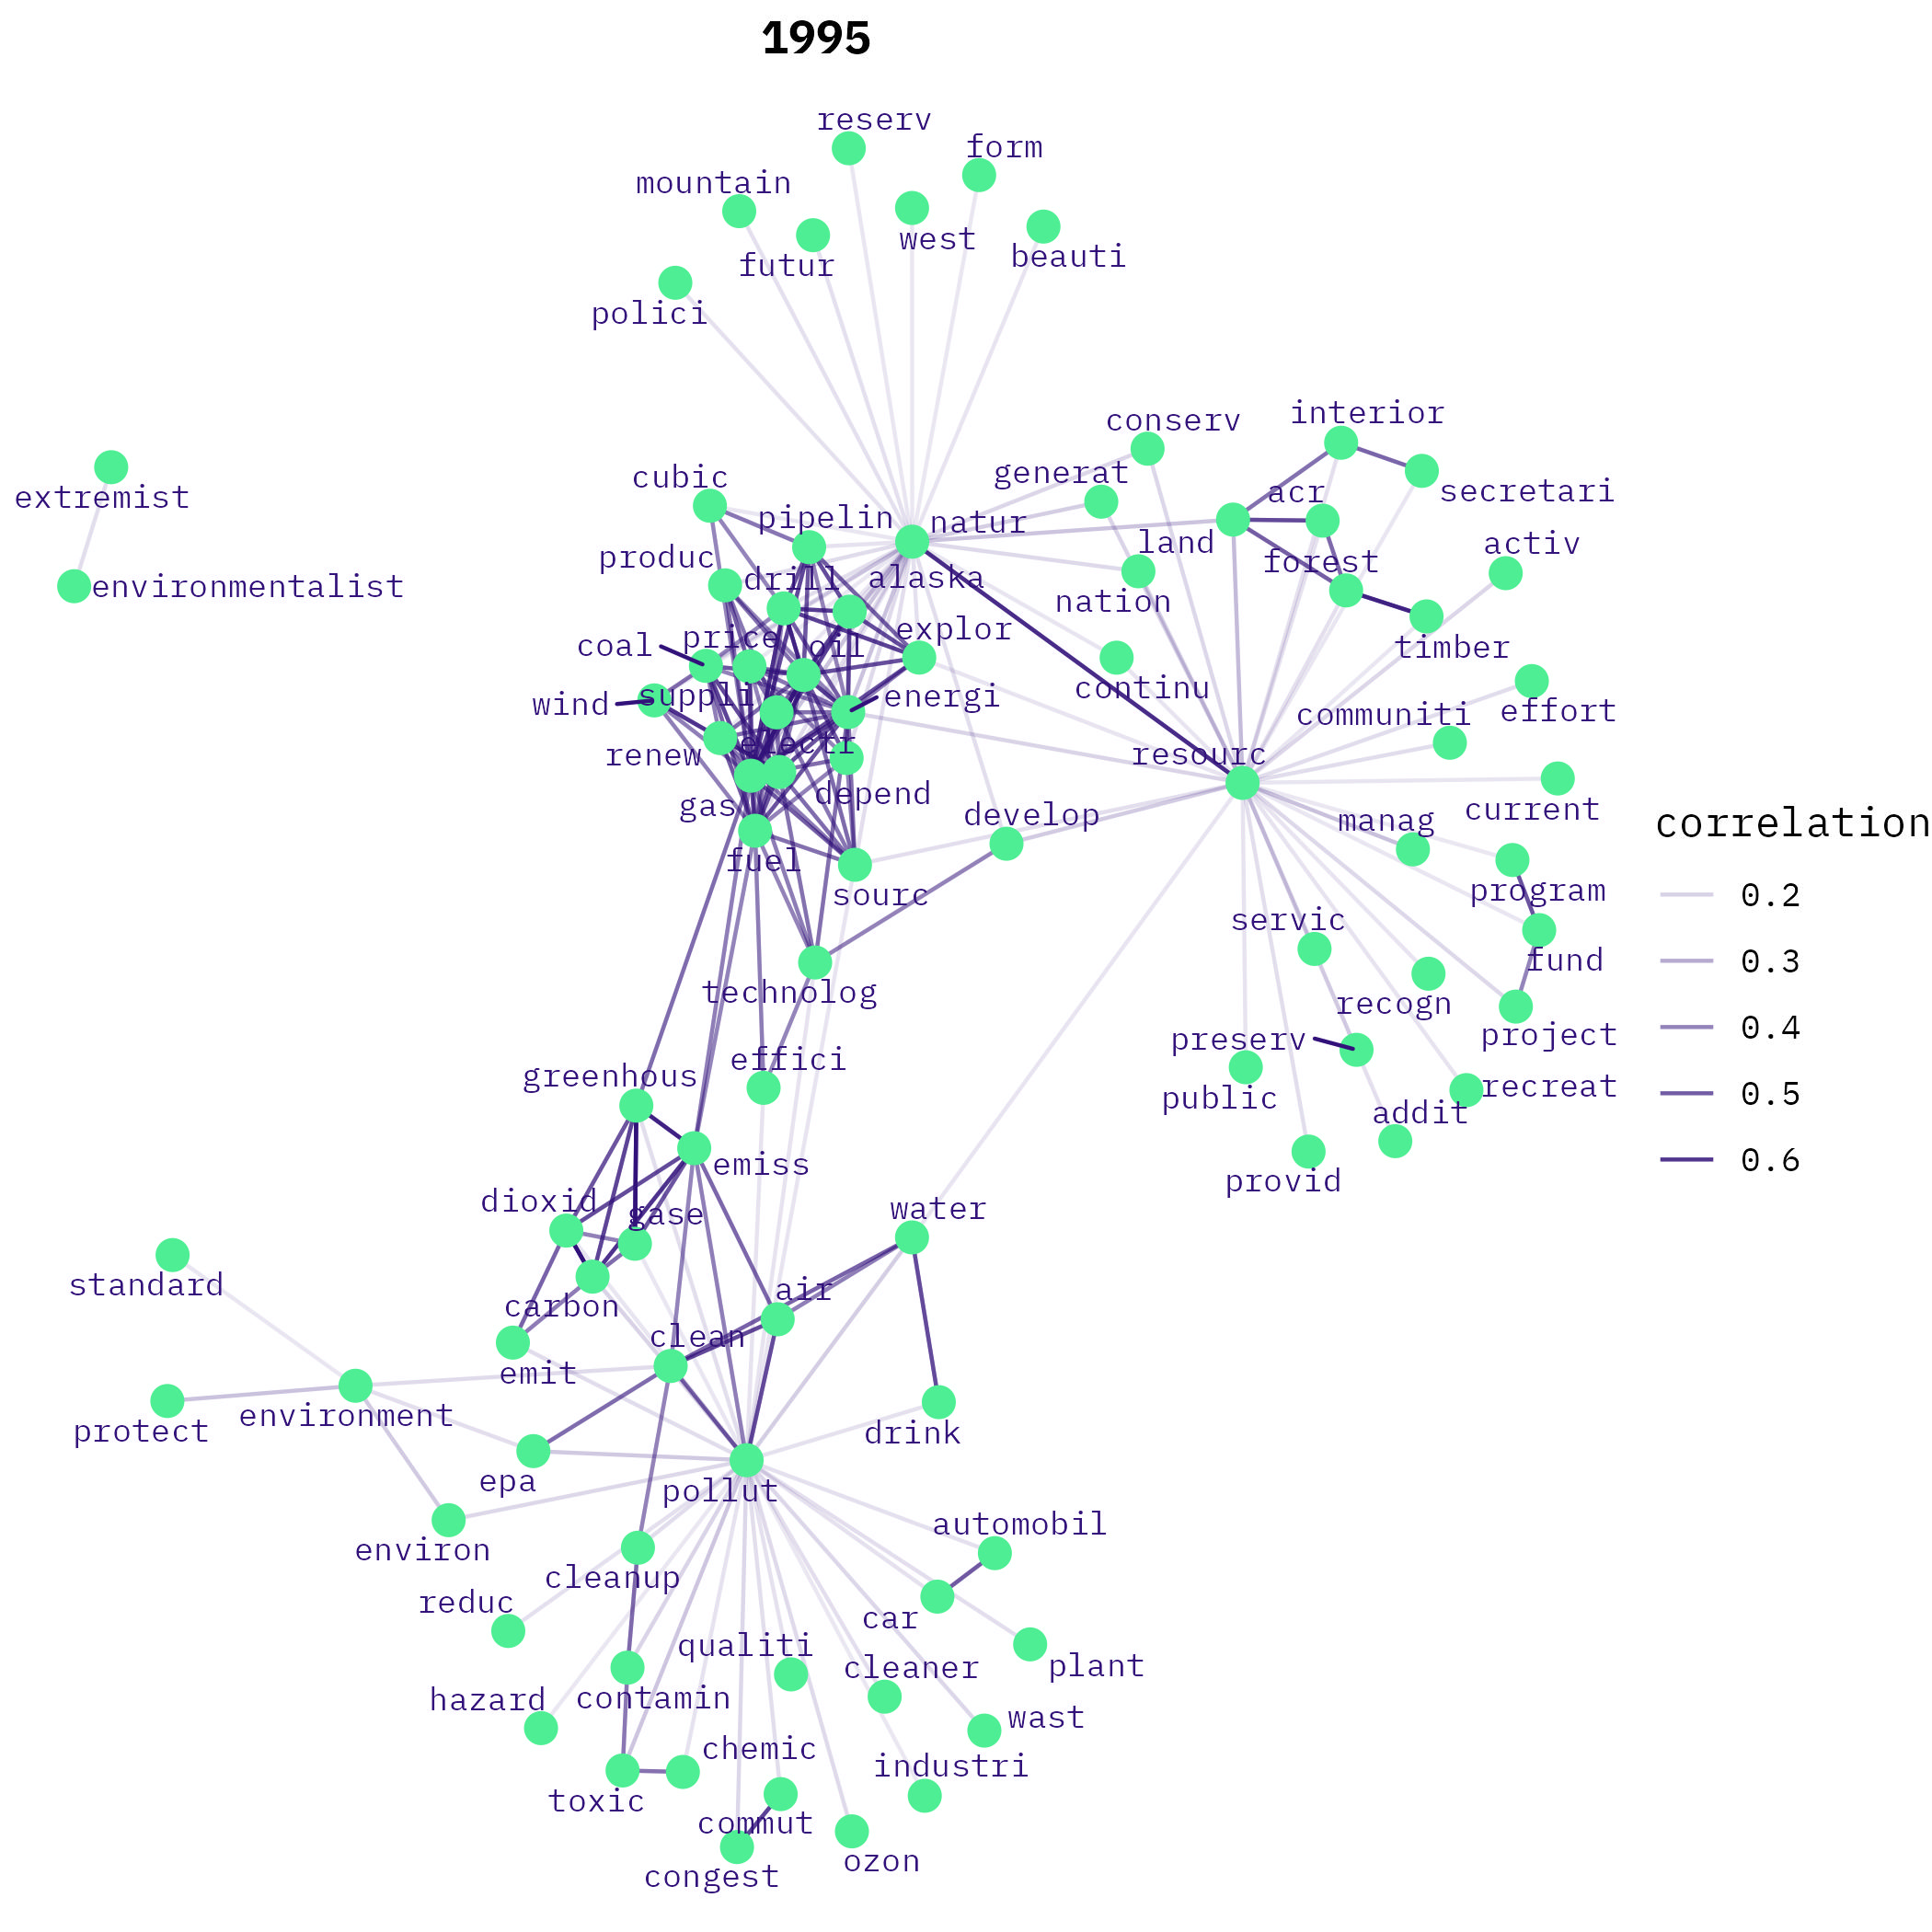 1995
reserv
form
mountain
west
futur
beauti
polici
interior
conserv
cubic
generat
secretari
extremist
acr
pipelin
natur
land
activ
produc
forest
drill
alaska
environmentalist
nation
explor
price
coal
oil
timber
continu
suppli
energi
wind
communiti
effort
electr
renew
resourc
depend
gas
develop
manag
current
correlation
fuel
sourc
program
0.2
servic
fund
0.3
technolog
recogn
0.4
preserv
project
effici
greenhous
recreat
0.5
public
addit
emiss
0.6
provid
dioxid
gase
water
standard
air
carbon
clean
emit
environment
protect
drink
epa
pollut
automobil
environ
cleanup
reduc
car
qualiti
cleaner
plant
hazard
contamin
wast
chemic
industri
toxic
commut
ozon
congest